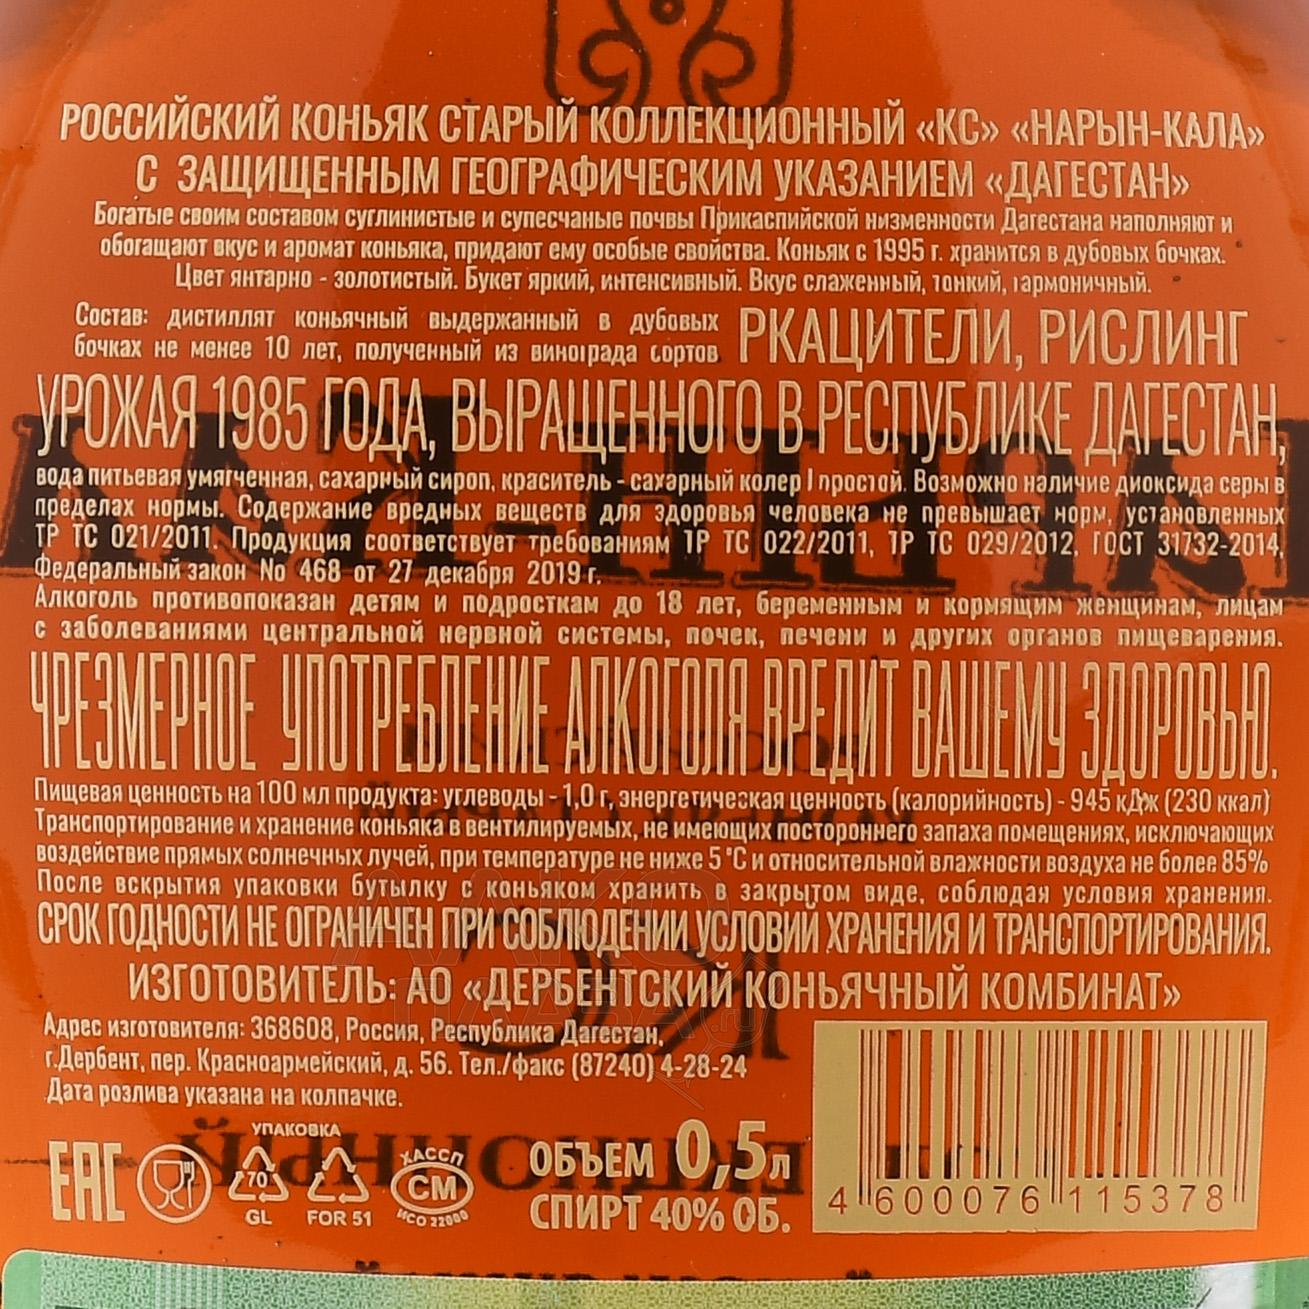 РОССИЙСКИЙ КОНЬЯК СТАРЫЙ КОЛЛЕКЦИОННЫЙ «КС» «НАРЫН-КАЛА»
С ЗАЩИЩЕННЫМ ГЕОГРАФИЧЕСКИМ УКАЗАНИЕМ «ДАГЕСТАН»
Богатые своим составом суглинистые и супесчаные почвы Прикаспийской низменности Дагестана наполняют и
обогащают вкус и аромат коньяка, придают ему особые свойства. Коньяк с 1995 г. хранится в дубовых бочках.
Цвет янтарно - золотистый. Букет яркий, интенсивный. Вкус слаженный, тонкий, гармоничный.
Состав: дистиллят коньячный выдержанный в дубовых
бочках не менее 10 лет, полученный из винограда сортов РКАЦИТЕЛИ, РИСЛИНГ
УРОЖАЯ 1985 ГОДА, ВЫРАЩЕННОГО В РЕСПУБЛИКЕ ДАГЕСТАН,
вода питьевая умягченная, сахарный сироп, краситель - сахарный колер I простой. Возможно наличие диоксида серы в
пределах нормы. Содержание вредных веществ для здоровья человека не превышает норм, установленных
ТР ТС 021/2011. Продукция соответствует требованиям ТР ТС 022/2011, ТР ТС 029/2012, ГОСТ 31732-2014,
Федеральный закон No 468 от 27 декабря 2019 г.
Алкоголь противопоказан детям и подросткам до 18 лет, беременным и кормящим женщинам, лицам
с заболеваниями центральной нервной системы, почек, печени и других органов пищеварения.
ЧРЕЗМЕРНОЕ УПОТРЕБЛЕНИЕ АЛКОГОЛЯ ВРЕДИТ ВАШЕМУ ЗДОРОВЬЮ.
Пищевая ценность на 100 мл продукта: углеводы - 1,0 г, энергетическая ценность (калорийность) - 945 кДж (230 ккал)
Транспортирование и хранение коньяка в вентилируемых, не имеющих постороннего запаха помещениях, исключающих
воздействие прямых солнечных лучей, при температуре не ниже 5 °С и относительной влажности воздуха не более 85%
После вскрытия упаковки бутылку с коньяком хранить в закрытом виде, соблюдая условия хранения.
СРОК ГОДНОСТИ НЕ ОГРАНИЧЕН ПРИ СОБЛЮДЕНИИ УСЛОВИЙ ХРАНЕНИЯ И ТРАНСПОРТИРОВАНИЯ.
ИЗГОТОВИТЕЛЬ: АО «ДЕРБЕНТСКИЙ КОНЬЯЧНЫЙ КОМБИНАТ»
Адрес изготовителя: 368608, Россия, Республика Дагестан,
г.Дербент, пер. Красноармейский, д. 56. Тел./факс (87240) 4-28-24
Дата розлива указана на колпачке.
ЕАС
УПАКОВКА
70
GL
FOR 51
ХАССП
СМ
ИСО 22000
ОБЪЕМ 0,5л
СПИРТ 40% ОБ.
4 600076 115378